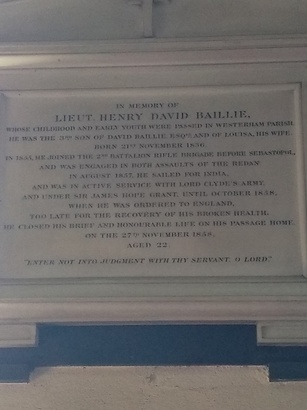 IN MEMORY OF
LIEUT. HENRY DAVID BAILLIE,
WHOSE CHILDHOOD AND EARLY YOUTH WERE PASSED IN WESTERHAM PARISH.
HE WAS THE 3RD SON OF DAVID BAILLIE, ESQRE AND OF LOUISA, HIS WIFE.
BORN 21ST NOVEMBER 1836,
IN 1855, HE JOINED THE 2ND BATTALION RIFLE BRIGADE BEFORE SEBASTOPOL,
AND WAS ENGAGED IN BOTH ASSAULTS OF THE REDAN.
IN AUGUST, 1857, HE SAILED FOR INDIA,
AND WAS IN ACTIVE SERVICE WITH LORD CLYDE'S ARMY,
AND UNDER SIR JAMES HOPE GRANT, UNTIL OCTOBER 1858,
WHEN HE WAS ORDERED TO ENGLAND,
TOO LATE FOR THE RECOVERY OF HIS BROKEN HEALTH.
HE CLOSED HIS BRIEF AND HONOURABLE LIFE ON HIS PASSAGE HOME,
ON THE 27TH NOVEMBER 1858,
AGED 22.
"ENTER NOT INTO JUDGMENT WITH THY SERVANT, O LORD."